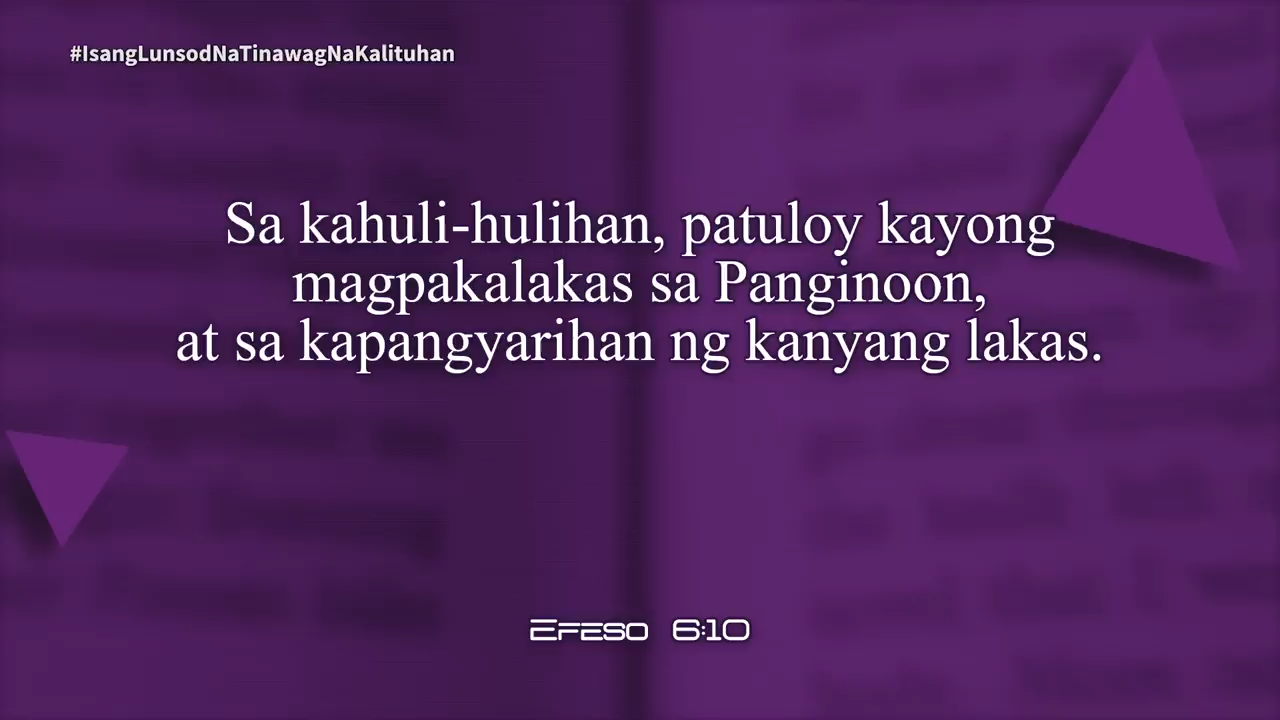 #IsangLunsodNaTinawagNaKalituhan
Sa kahuli-hulihan, patuloy kayong
magpakalakas sa Panginoon,
at sa kapangyarihan ng kanyang lakas.
Efeso 6:10